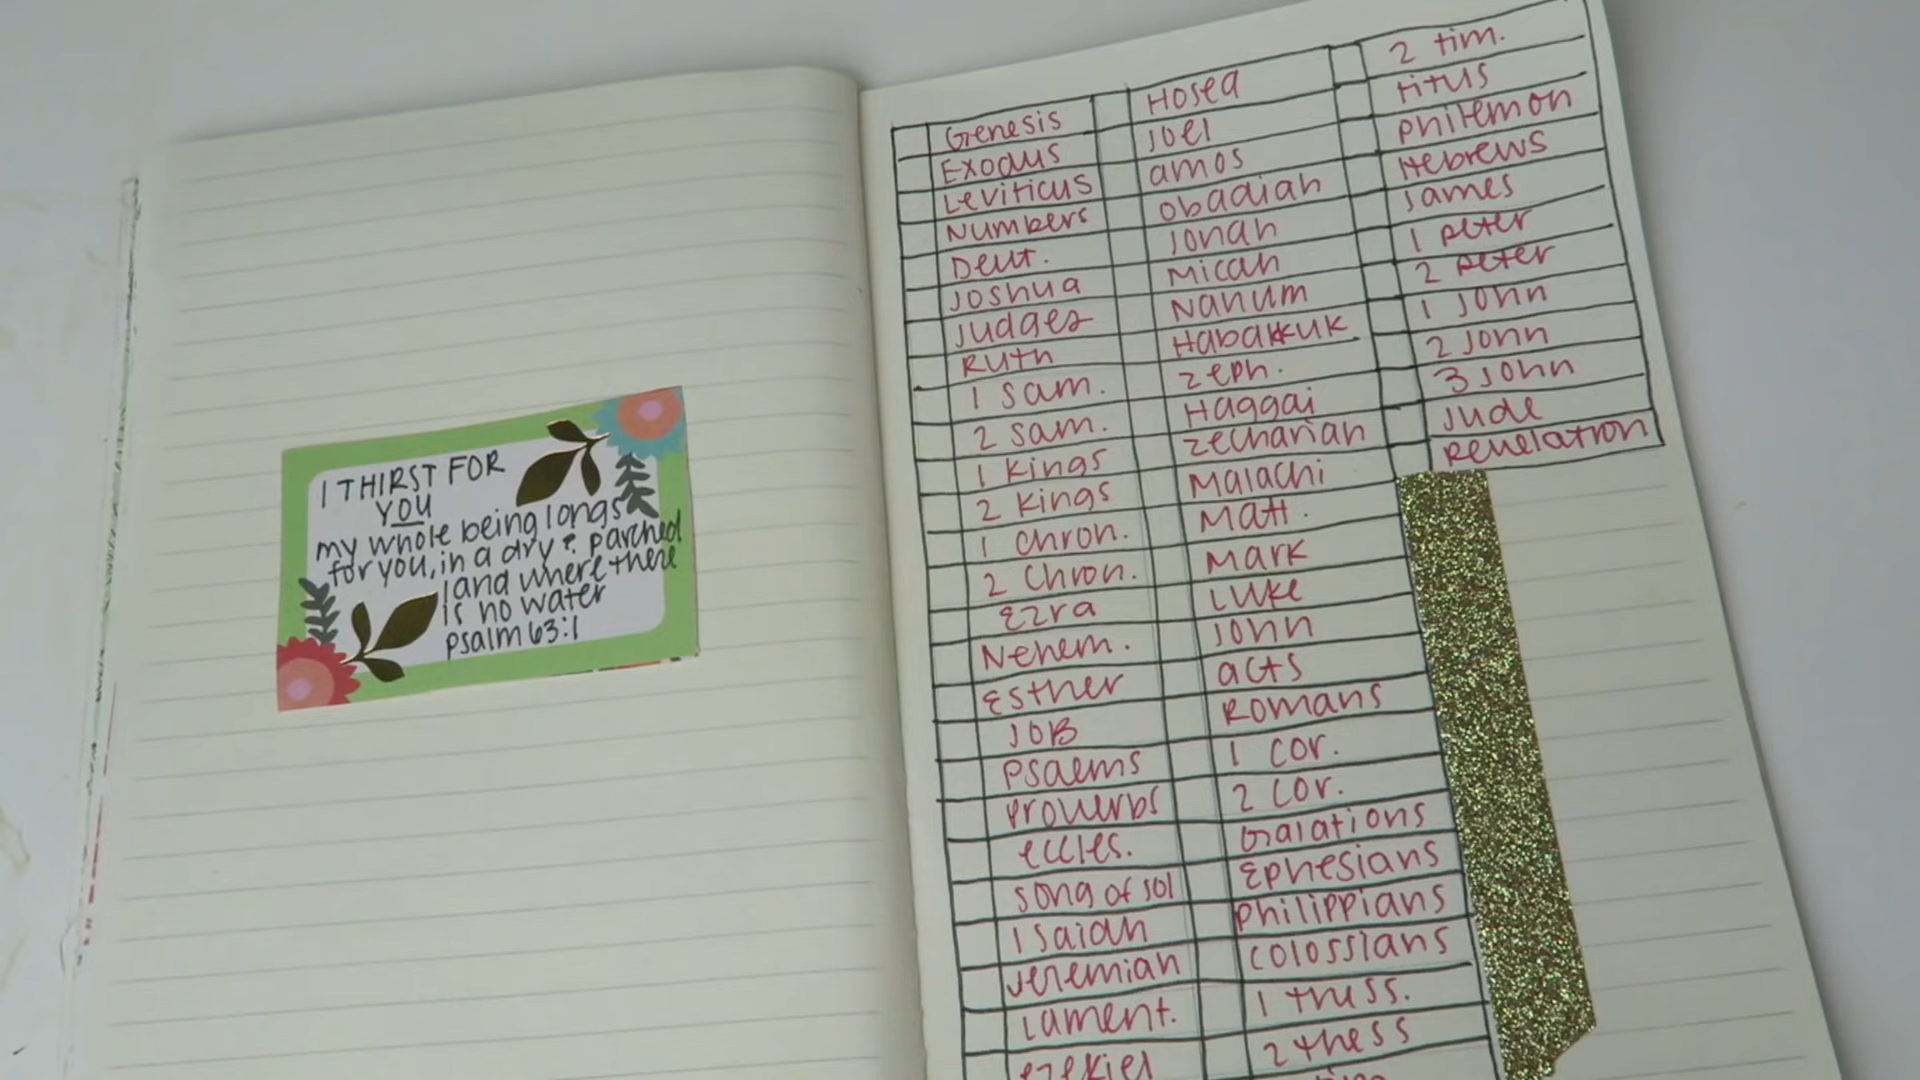 I THIRST FOR
YOU
my whole being longs
for you, in a dry & parched
land where there
is no water
psalm 63:1
Genesis
Exodus
Leviticus
Numbers
Deut.
Joshua
Judges
Ruth
1 Sam.
2 Sam.
1 Kings
2 Kings
1 Chron.
2 Chron.
Ezra
Nehem.
Esther
JOB
Psalms
Proverbs
eccles.
Song of Sol
Isaiah
Jeremiah
Lament.
ezekiel
Hosea
Joel
amos
Obadiah
Jonah
Micah
Nahum
Habakkuk
Zeph.
Haggai
Zechariah
Malachi
Matt.
Mark
Luke
John
acts
Romans
1 Cor.
2 Cor.
Galations
Ephesians
Philippians
Colossians
1 Thess.
2 Thess
2 tim.
titus
Philemon
Hebrews
James
1 Peter
2 Peter
1 John
2 John
3 John
Jude
Revelation